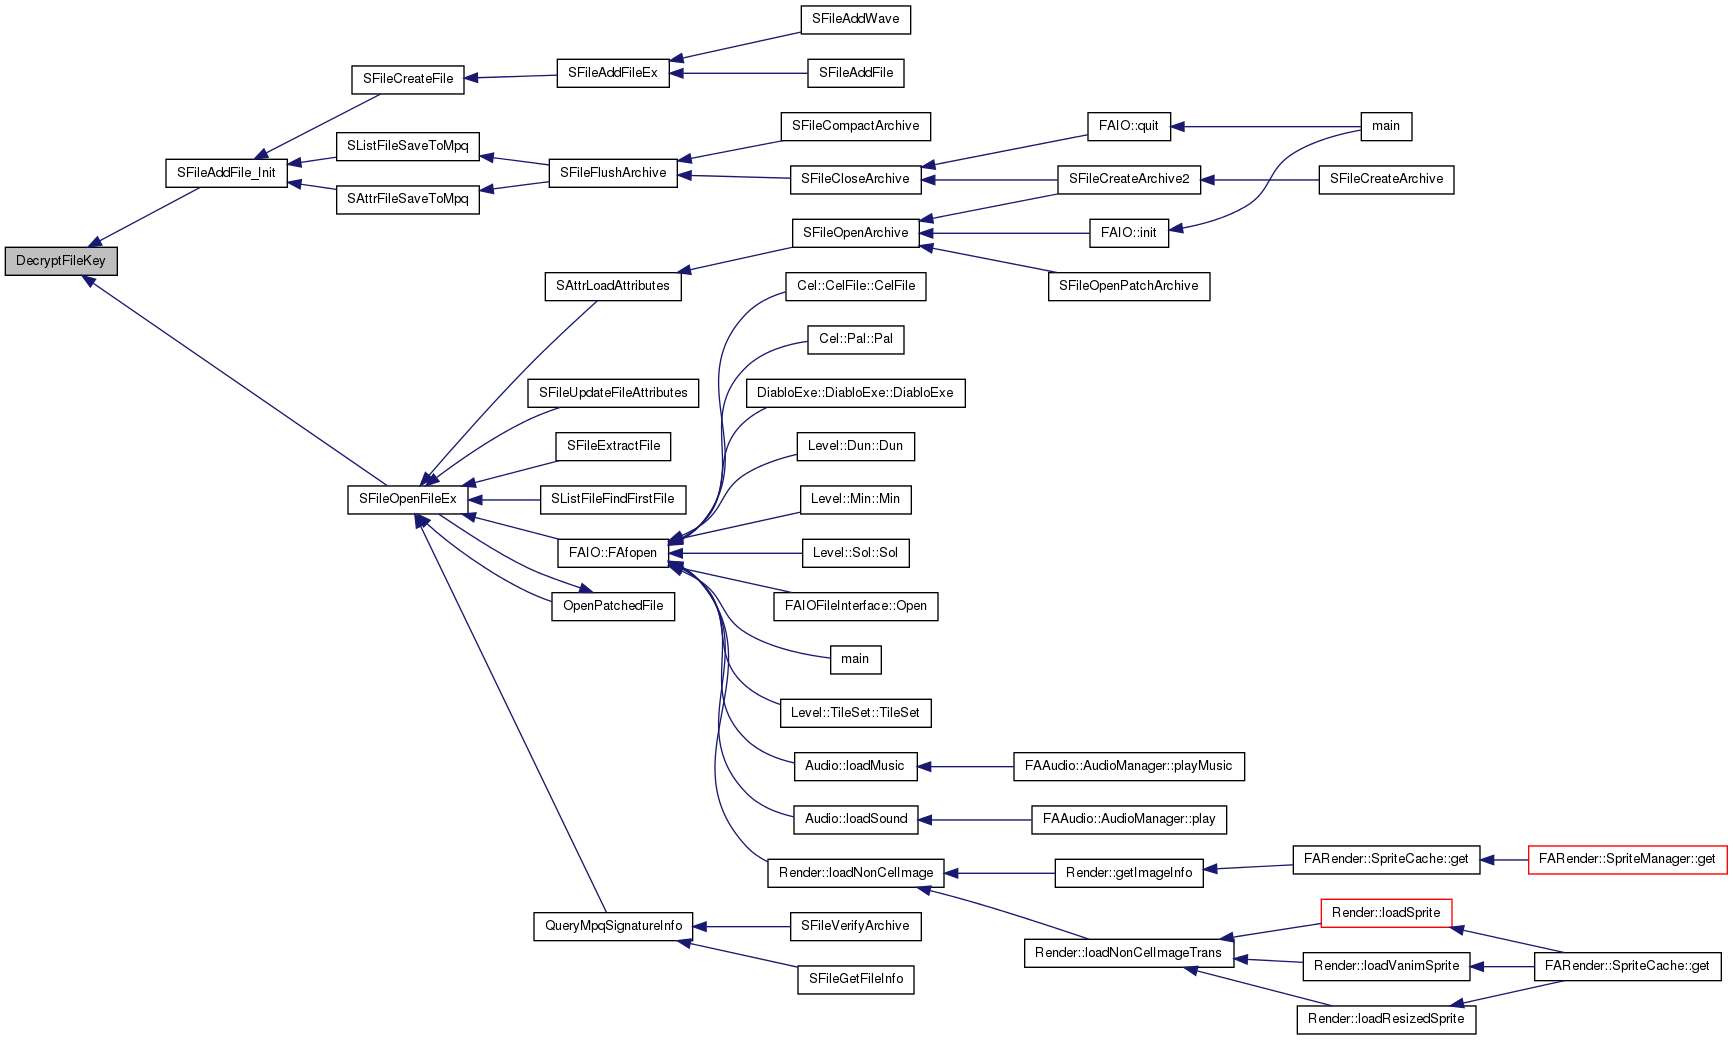 SFileAddWave
SFileCreateFile
SFileAddFileEx
SFileAddFile
SFileCompactArchive
FAIO::quit
main
SListFileSaveToMpq
SFileAddFile_Init
SFileFlushArchive
SFileCloseArchive
SFileCreateArchive2
SFileCreateArchive
SAttrFileSaveToMpq
SFileOpenArchive
FAIO::init
DecryptFileKey
SAttrLoadAttributes
Cel::CelFile::CelFile
SFileOpenPatchArchive
Cel::Pal::Pal
SFileUpdateFileAttributes
DiabloExe::DiabloExe::DiabloExe
SFileExtractFile
Level::Dun::Dun
SFileOpenFileEx
SListFileFindFirstFile
Level::Min::Min
FAIO::FAfopen
Level::Sol::Sol
OpenPatchedFile
FAIOFileInterface::Open
main
Level::TileSet::TileSet
Audio::loadMusic
FAAudio::AudioManager::playMusic
Audio::loadSound
FAAudio::AudioManager::play
Render::loadNonCelImage
Render::getImageInfo
FARender::SpriteCache::get
FARender::SpriteManager::get
QueryMpqSignatureInfo
SFileVerifyArchive
Render::loadSprite
Render::loadNonCelImageTrans
Render::loadVanimSprite
FARender::SpriteCache::get
SFileGetFileInfo
Render::loadResizedSprite